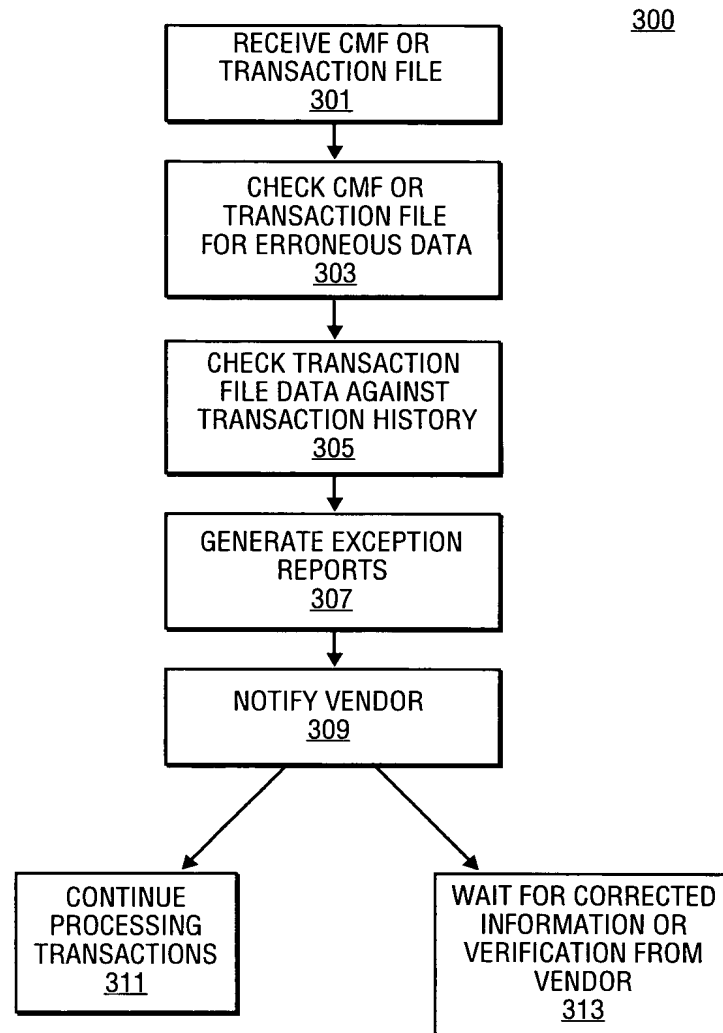 300
RECEIVE CMF OR
TRANSACTION FILE
301
CHECK CMF OR
TRANSACTION FILE
FOR ERRONEOUS DATA
303
CHECK TRANSACTION
FILE DATA AGAINST
TRANSACTION HISTORY
305
GENERATE EXCEPTION
REPORTS
307
NOTIFY VENDOR
309
CONTINUE
PROCESSING
TRANSACTIONS
311
WAIT FOR CORRECTED
INFORMATION OR
VERIFICATION FROM
VENDOR
313